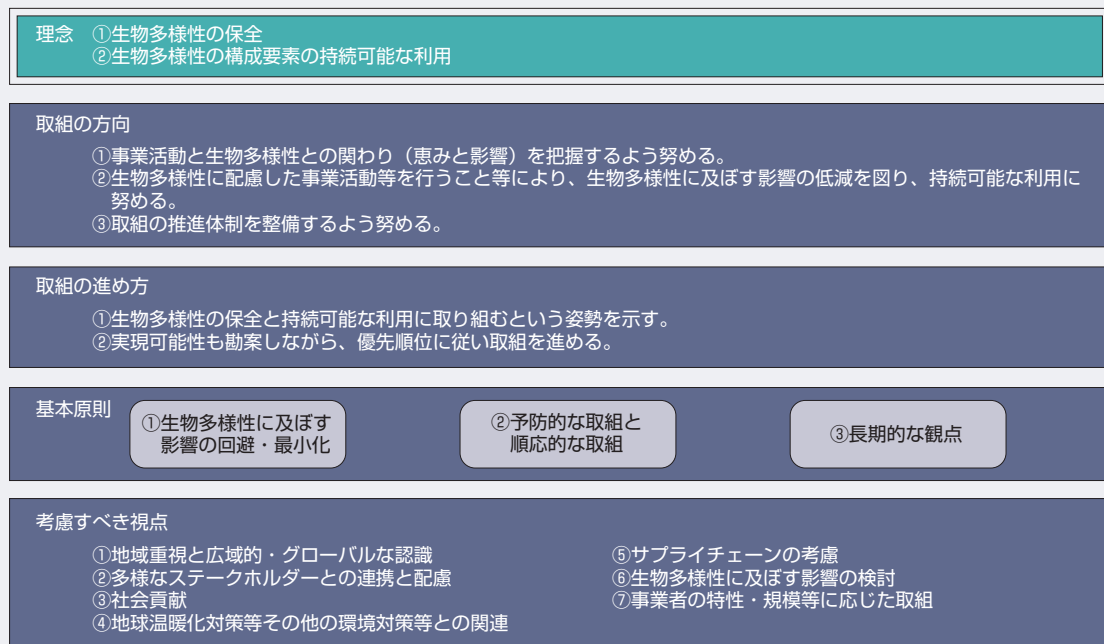 理念 ①生物多様性の保全
②生物多様性の構成要素の持続可能な利用
取組の方向
①事業活動と生物多様性との関わり（恵みと影響）を把握するよう努める。
②生物多様性に配慮した事業活動等を行うこと等により、生物多様性に及ぼす影響の低減を図り、持続可能な利用に
努める。
③取組の推進体制を整備するよう努める。
取組の進め方
①生物多様性の保全と持続可能な利用に取り組むという姿勢を示す。
②実現可能性も勘案しながら、優先順位に従い取組を進める。
基本原則
①生物多様性に及ぼす
影響の回避・最小化
②予防的な取組と
順応的な取組
③長期的な観点
考慮すべき視点
①地域重視と広域的・グローバルな認識
②多様なステークホルダーとの連携と配慮
③社会貢献
④地球温暖化対策等その他の環境対策等との関連
⑤サプライチェーンの考慮
⑥生物多様性に及ぼす影響の検討
⑦事業者の特性・規模等に応じた取組